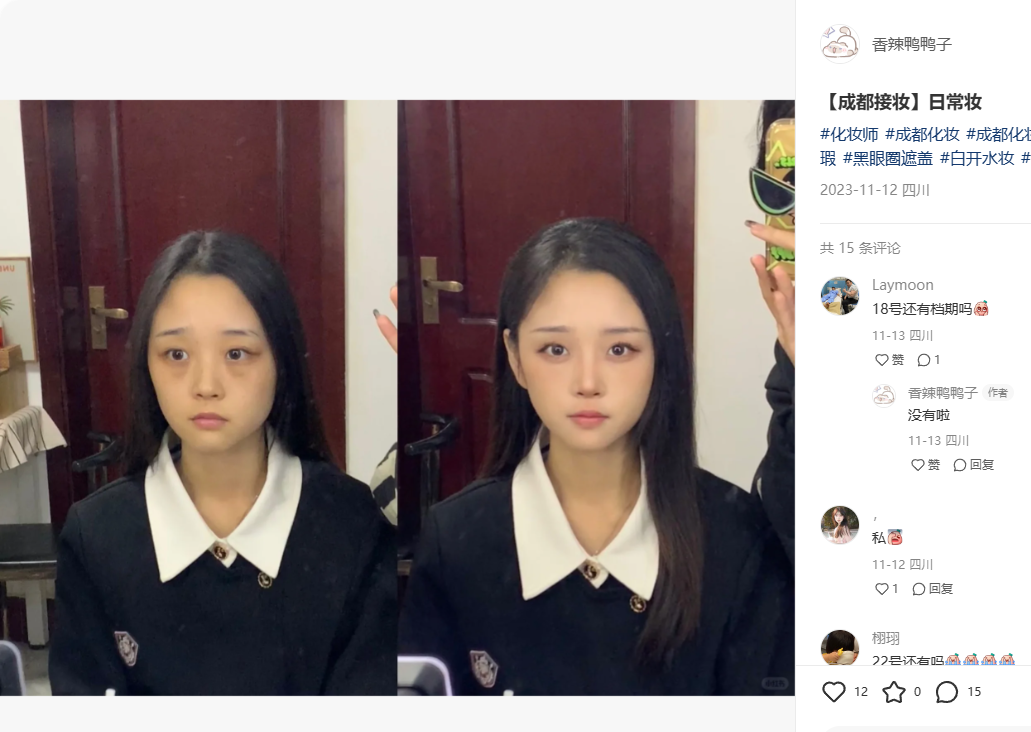 香辣鸭鸭子
【成都接妆】日常妆
#化妆师 #成都化妆 #成都化妆
瑕 #黑眼圈遮盖 #白开水妆 #
2023-11-12 四川
共 15 条评论
Laymoon
18号还有档期吗
11-13 四川
赞 1
香辣鸭鸭子 作者
没有啦
11-13 四川
赞 回复
,
私
11-12 四川
1 回复
栩珝
22号还有吗
12 0 15